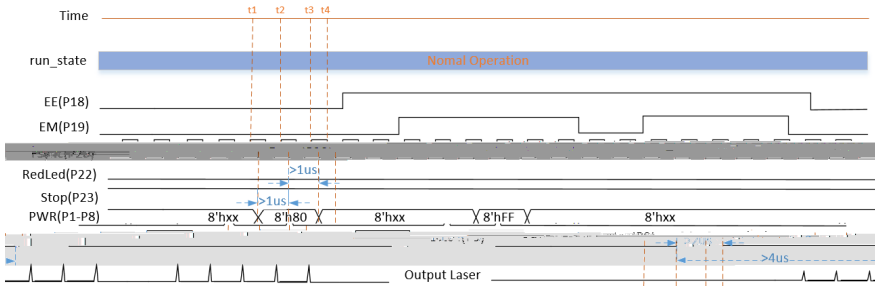 Time t1 t2 t3 t4
run_state Nomal Operation
EE(P18)
EM(P19)
RedLed(P22) >1us
Stop(P23) >1us
PWR(P1-P8) 8'hxx 8'h80 8'hxx 8'hFF 8'hxx
>4us
Output Laser